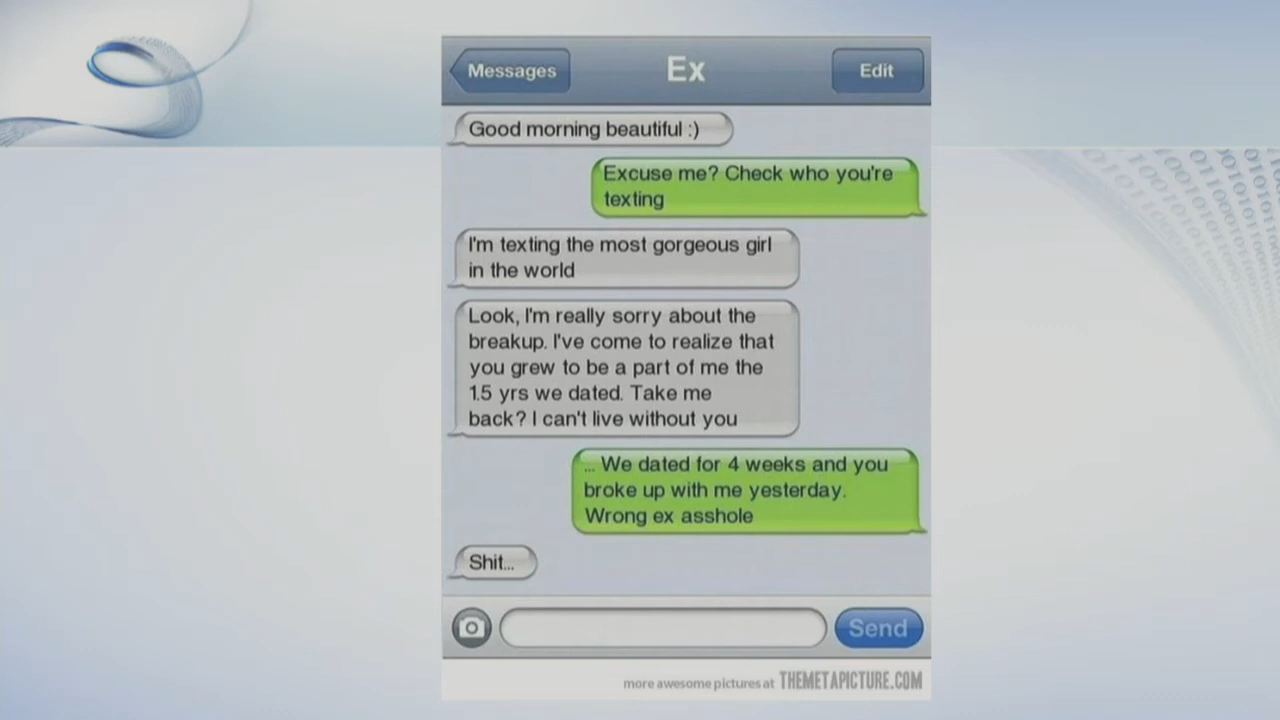 Messages
Ex
Edit
Good morning beautiful :)
Excuse me? Check who you're
texting
I'm texting the most gorgeous girl
in the world
Look, I'm really sorry about the
breakup. I've come to realize that
you grew to be a part of me the
1.5 yrs we dated. Take me
back? I can't live without you
... We dated for 4 weeks and you
broke up with me yesterday.
Wrong ex asshole
Shit...
Send
more awesome pictures at THEMETAPICTURE.COM